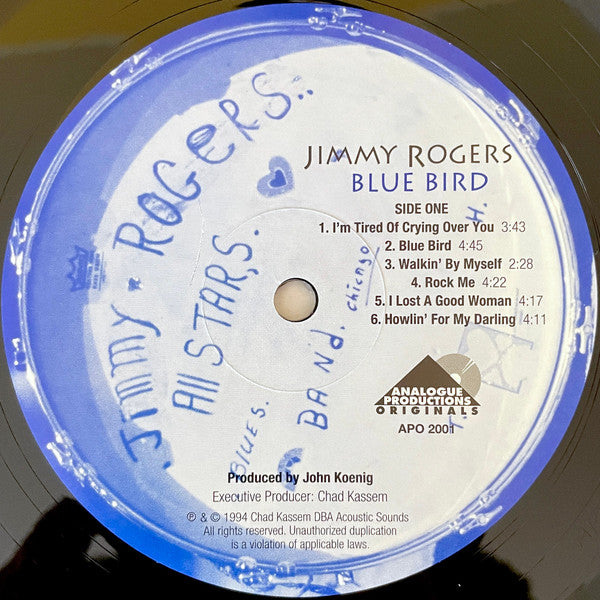 JIMMY ROGERS
BLUE BIRD
SIDE ONE
1. I'm Tired Of Crying Over You 3:43
2. Blue Bird 4:45
3. Walkin' By Myself 2:28
4. Rock Me 4:22
5. I Lost A Good Woman 4:17
6. Howlin' For My Darling 4:11
ANALOGUE
PRODUCTIONS
ORIGINALS
APO 2001
Jimmy ROGERS..
All STARS,
BLUES.
BANd.
chicago
H.
T.
Produced by John Koenig
Executive Producer: Chad Kassem
℗ & © 1994 Chad Kassem DBA Acoustic Sounds
All rights reserved. Unauthorized duplication
is a violation of applicable laws.